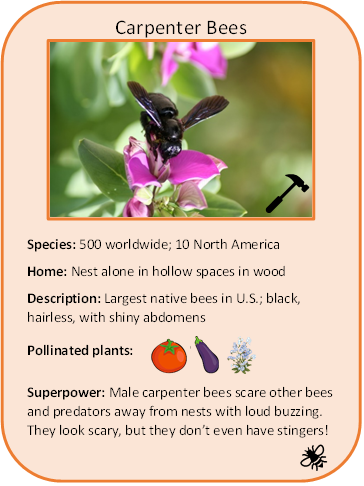 Carpenter Bees
Species: 500 worldwide; 10 North America
Home: Nest alone in hollow spaces in wood
Description: Largest native bees in U.S.; black,
hairless, with shiny abdomens
Pollinated plants:
Superpower: Male carpenter bees scare other bees
and predators away from nests with loud buzzing.
They look scary, but they don’t even have stingers!